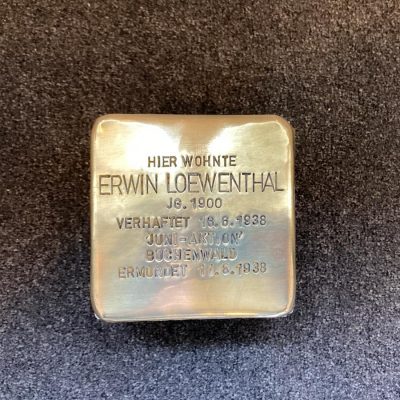 HIER WOHNTE
ERWIN LOEWENTHAL
JG. 1900
VERHAFTET
'JUNI-AKTION'
BUCHENWALD
ERMORDET